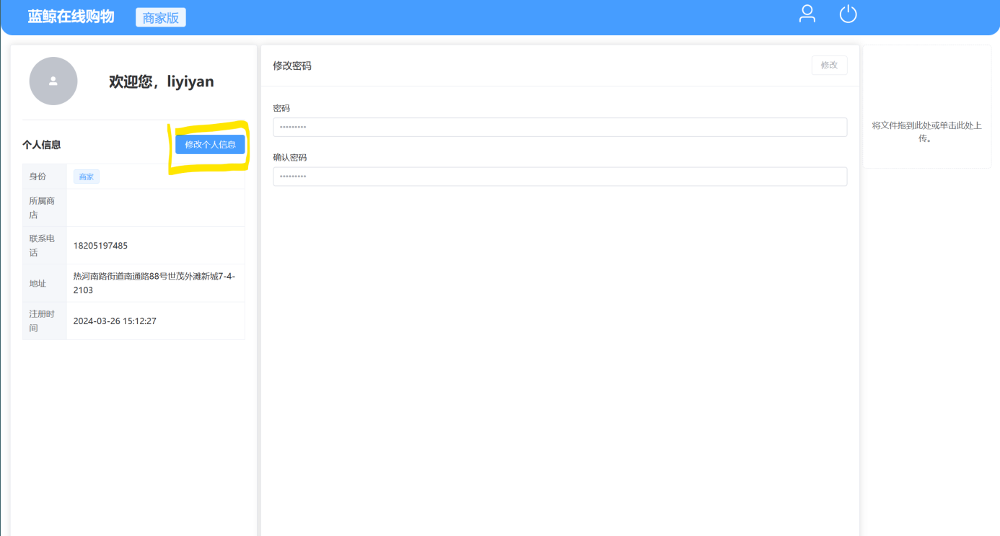 蓝鲸在线购物 商家版
欢迎您，liyiyan
个人信息 修改个人信息
身份 商家
所属商
店
联系电
话
18205197485
地址
热河南路街道南通路88号世茂外滩新城7-4-
2103
注册时
间
2024-03-26 15:12:27
修改密码 修改
密码
•••••••••
确认密码
•••••••••
将文件拖到此处或单击此处上
传。